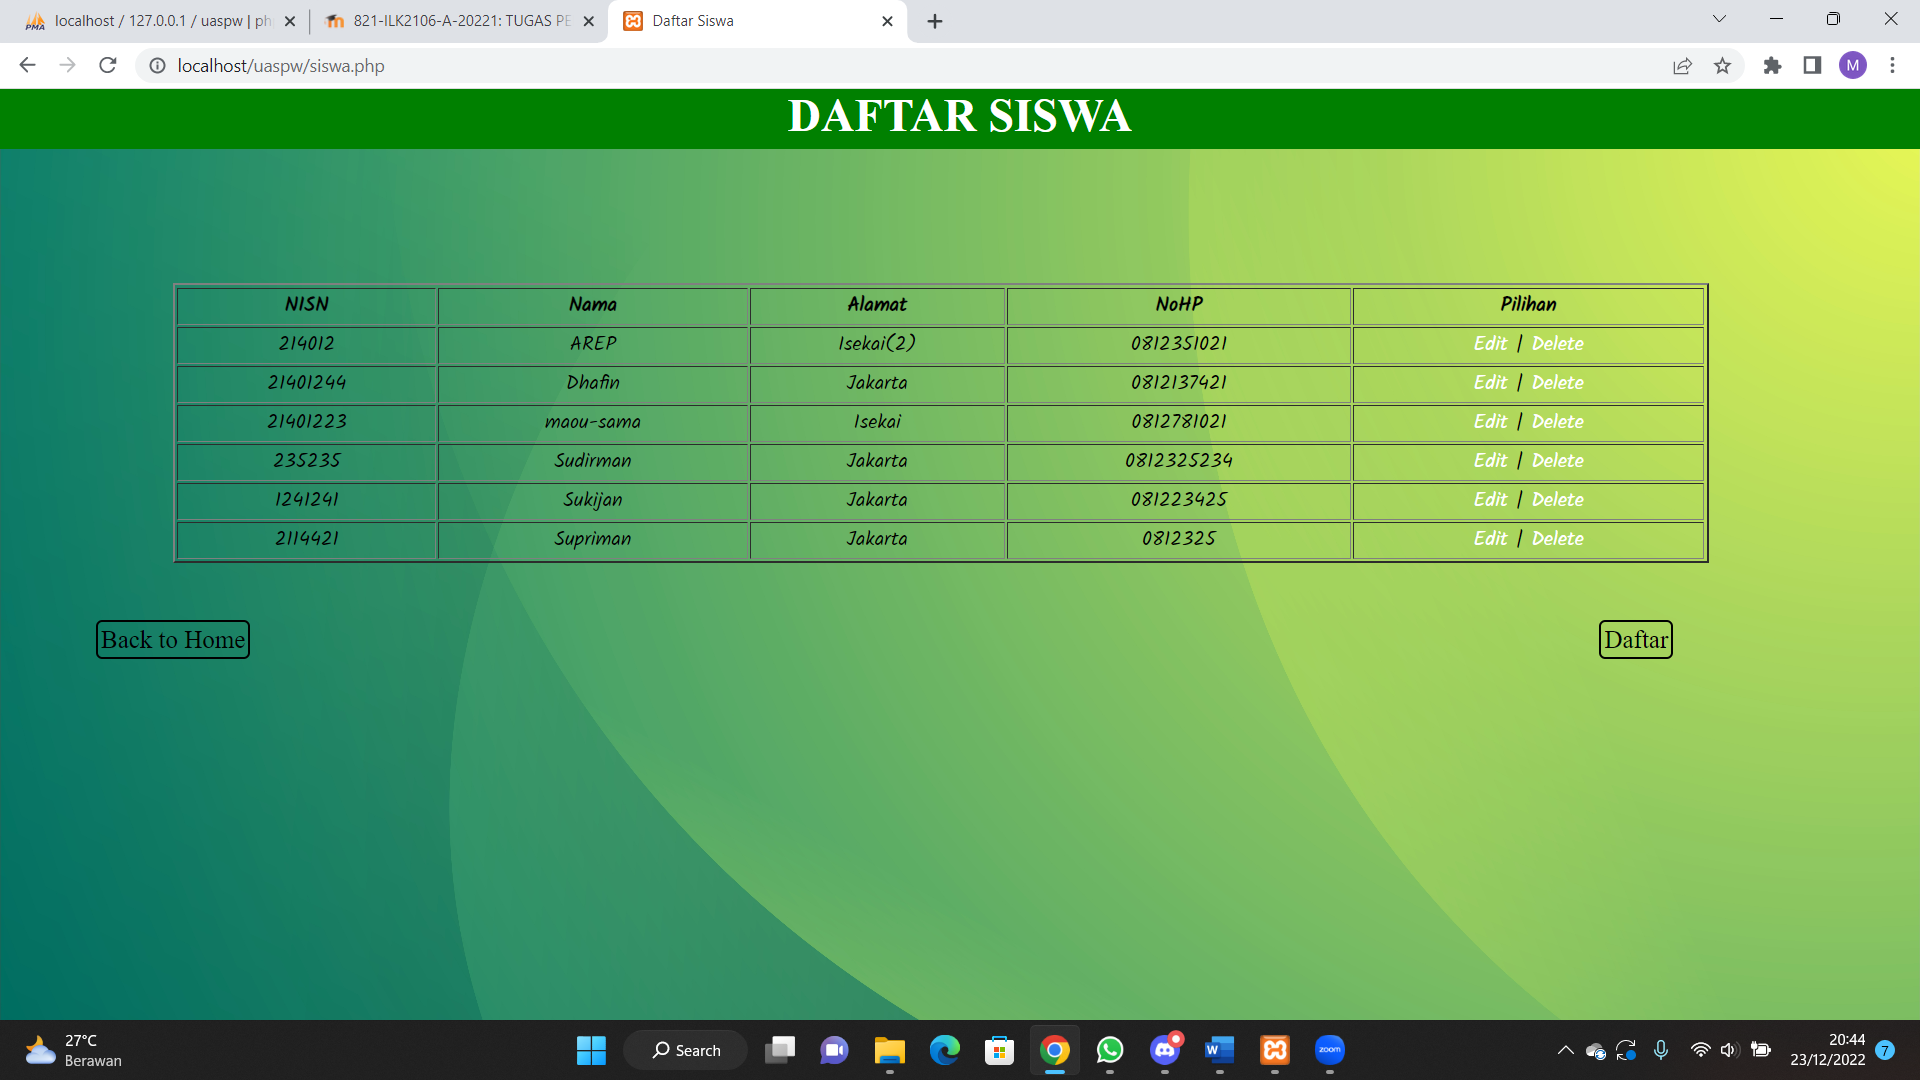 localhost / 127.0.0.1 / uaspw | ph
821-ILK2106-A-20221: TUGAS PE
Daftar Siswa
localhost/uaspw/siswa.php
M
DAFTAR SISWA
NISN Nama Alamat NoHP Pilihan
214012 AREP Isekai(2) 0812351021 Edit | Delete
21401244 Dhafin Jakarta 0812137421 Edit | Delete
21401223 maou-sama Isekai 0812781021 Edit | Delete
235235 Sudirman Jakarta 0812325234 Edit | Delete
1241241 Sukijan Jakarta 081223425 Edit | Delete
2114421 Supriman Jakarta 0812325 Edit | Delete
Back to Home
Daftar
27°C
Berawan
Search
zoom
20:44
23/12/2022
7